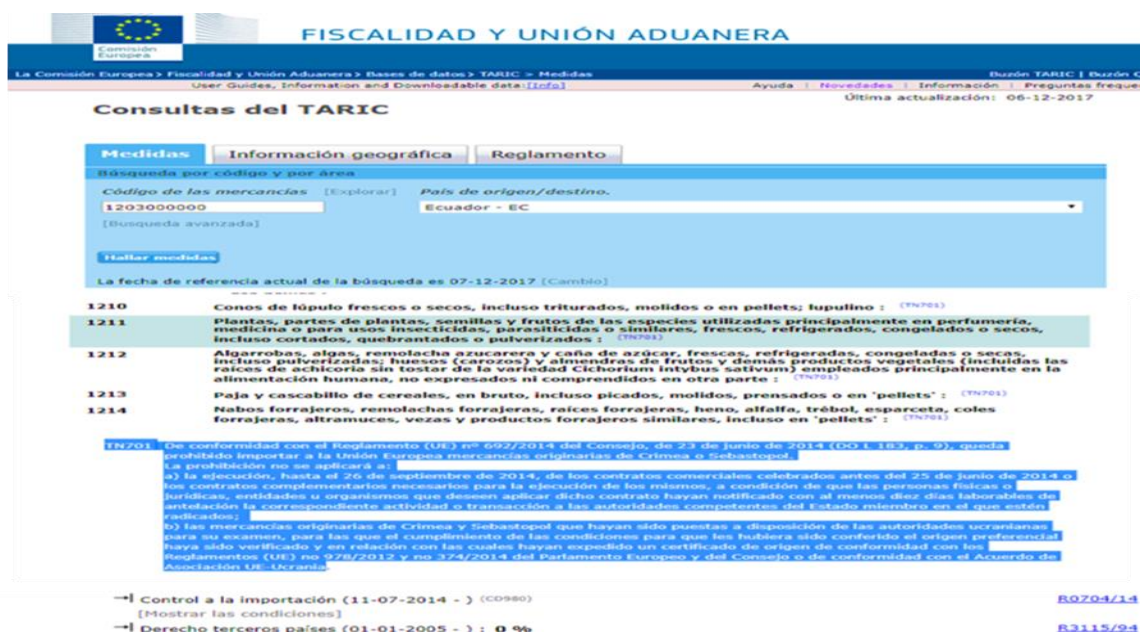 Comisión
Europea
FISCALIDAD Y UNIÓN ADUANERA
La Comisión Europea > Fiscalidad y Unión Aduanera > Bases de datos > TARIC > Medidas
Buzón TARIC | Buzón
User Guides, Information and Downloadable data:[Info]
Ayuda | Novedades | Información | Preguntas freque
Última actualización: 06-12-2017
Consultas del TARIC
Medidas Información geográfica Reglamento
Búsqueda por código y por área
Código de las mercancías [Explorar] País de origen/destino.
1203000000 Ecuador - EC
[Busqueda avanzada]
Hallar medidas
La fecha de referencia actual de la búsqueda es 07-12-2017 [Cambio]
1210 Conos de lúpulo frescos o secos, incluso triturados, molidos o en pellets; lupulino : (TN701)
1211 Plantas, partes de plantas, semillas y frutos de las especies utilizadas principalmente en perfumería,
medicina o para usos insecticidas, parasiticidas o similares, frescos, refrigerados, congelados o secos,
incluso cortados, quebrantados o pulverizados : (TN701)
1212 Algarrobas, algas, remolacha azucarera y caña de azúcar, frescas, refrigeradas, congeladas o secas,
incluso pulverizadas; huesos (carozos) y almendras de frutos y demás productos vegetales (incluidas las
raíces de achicoria sin tostar de la variedad Cichorium intybus sativum) empleados principalmente en la
alimentación humana, no expresados ni comprendidos en otra parte : (TN701)
1213 Paja y cascabillo de cereales, en bruto, incluso picados, molidos, prensados o en 'pellets' : (TN701)
1214 Nabos forrajeros, remolachas forrajeras, raíces forrajeras, heno, alfalfa, trébol, esparceta, coles
forrajeras, altramuces, vezas y productos forrajeros similares, incluso en 'pellets' : (TN701)
TN701 De conformidad con el Reglamento (UE) nº 692/2014 del Consejo, de 23 de junio de 2014 (DO L 183, p. 9), queda
prohibido importar a la Unión Europea mercancías originarias de Crimea o Sebastopol.
La prohibición no se aplicará a:
a) la ejecución, hasta el 26 de septiembre de 2014, de los contratos comerciales celebrados antes del 25 de junio de 2014 o
los contratos complementarios necesarios para la ejecución de los mismos, a condición de que las personas físicas o
jurídicas, entidades u organismos que deseen aplicar dicho contrato hayan notificado con al menos diez días laborables de
antelación la correspondiente actividad o transacción a las autoridades competentes del Estado miembro en el que estén
radicados;
b) las mercancías originarias de Crimea y Sebastopol que hayan sido puestas a disposición de las autoridades ucranianas
para su examen, para las que el cumplimiento de las condiciones para que les hubiera sido conferido el origen preferencial
haya sido verificado y en relación con las cuales hayan expedido un certificado de origen de conformidad con los
Reglamentos (UE) no 978/2012 y no 374/2014 del Parlamento Europeo y del Consejo o de conformidad con el Acuerdo de
Asociación UE-Ucrania.
Control a la importación (11-07-2014 - ) (CD980) R0704/14
[Mostrar las condiciones]
Derecho terceros países (01-01-2005 - ) : 0 % R3115/94